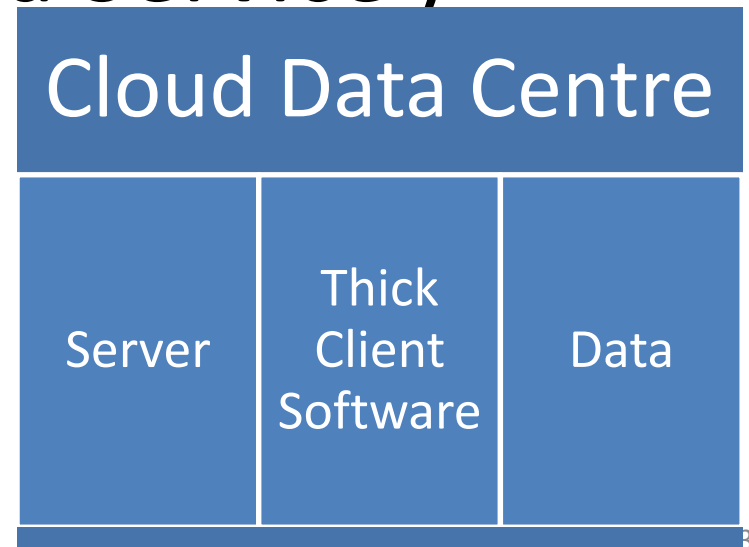 Cloud Data Centre
Server
Thick
Client
Software
Data